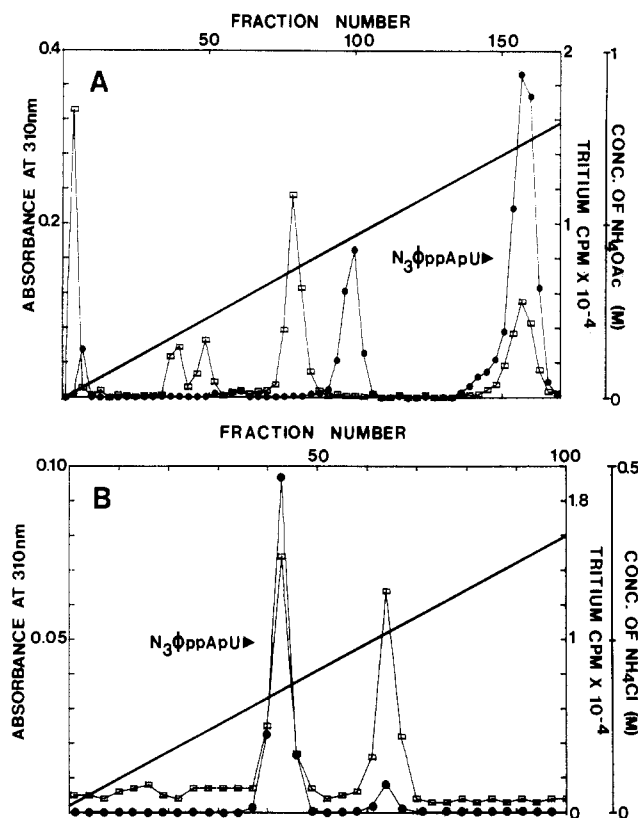 FRACTION NUMBER
50
100
150
0.4
0.2
ABSORBANCE AT 310nm
A
N₃ϕppApU▶
2
1
0
TRITIUM CPM X 10⁻⁴
1
0
CONC. OF NH₄OAc (M)
FRACTION NUMBER
50
100
0.10
0.05
ABSORBANCE AT 310nm
B
N₃ϕppApU▶
1.8
1
0
TRITIUM CPM X 10⁻⁴
0.5
0
CONC. OF NH₄Cl (M)